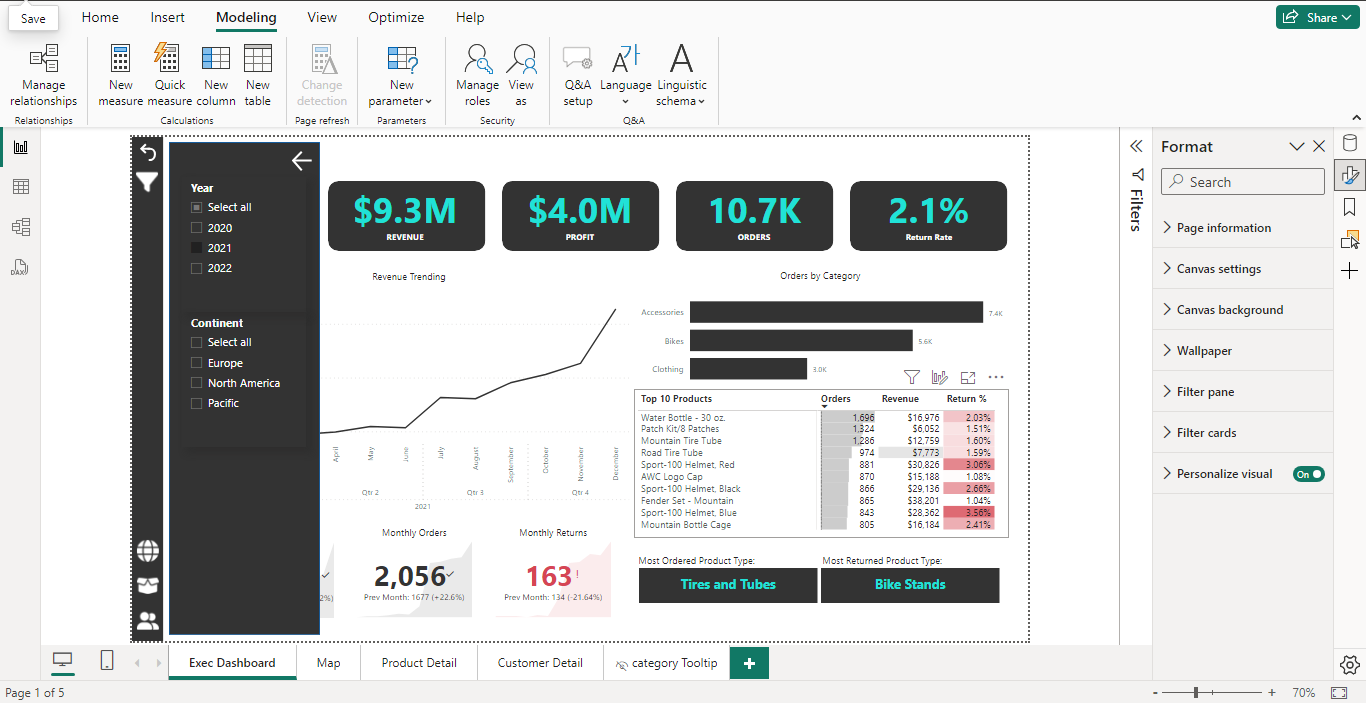 Save
Home Insert Modeling View Optimize Help
Share
Manage relationships
New measure
Quick measure
New column
New table
Change detection
New parameter
Manage roles
View as
Q&A setup
Language
Linguistic schema
Relationships
Calculations
Page refresh
Parameters
Security
Q&A
DAX
Year
Select all
2020
2021
2022
Continent
Select all
Europe
North America
Pacific
$9.3M
REVENUE
$4.0M
PROFIT
10.7K
ORDERS
2.1%
Return Rate
Revenue Trending
April May June July August September October November December
Qtr 2 Qtr 3 Qtr 4
2021
Orders by Category
Accessories 7.4K
Bikes 5.6K
Clothing 3.0K
Top 10 Products Orders Revenue Return %
Water Bottle - 30 oz. 1,696 $16,976 2.03%
Patch Kit/8 Patches 1,324 $6,052 1.51%
Mountain Tire Tube 1,286 $12,759 1.60%
Road Tire Tube 974 $7,773 1.59%
Sport-100 Helmet, Red 881 $30,826 3.06%
AWC Logo Cap 870 $15,188 1.08%
Sport-100 Helmet, Black 866 $29,136 2.66%
Fender Set - Mountain 865 $38,201 1.04%
Sport-100 Helmet, Blue 843 $28,362 3.56%
Mountain Bottle Cage 805 $16,184 2.41%
2%)
Monthly Orders
2,056
Prev Month: 1677 (+22.6%)
Monthly Returns
163!
Prev Month: 134 (-21.64%)
Most Ordered Product Type:
Tires and Tubes
Most Returned Product Type:
Bike Stands
Filters
Format
Search
Page information
Canvas settings
Canvas background
Wallpaper
Filter pane
Filter cards
Personalize visual On
Exec Dashboard Map Product Detail Customer Detail category Tooltip +
Page 1 of 5
- + 70%